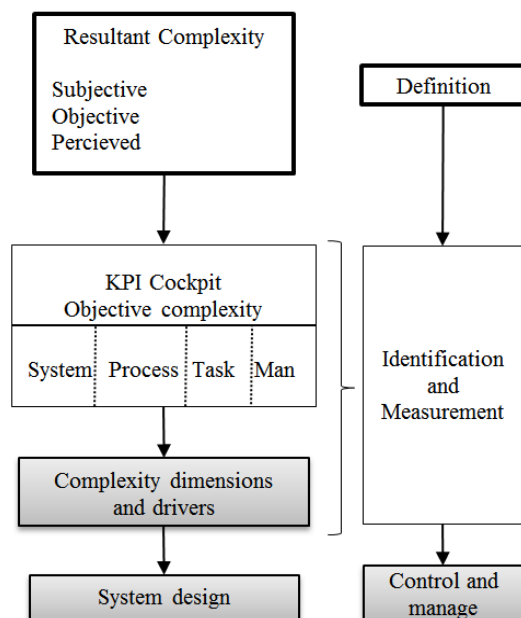 Resultant Complexity
Subjective
Objective
Percieved
Definition
KPI Cockpit
Objective complexity
System
Process
Task
Man
Identification
and
Measurement
Complexity dimensions
and drivers
System design
Control and
manage